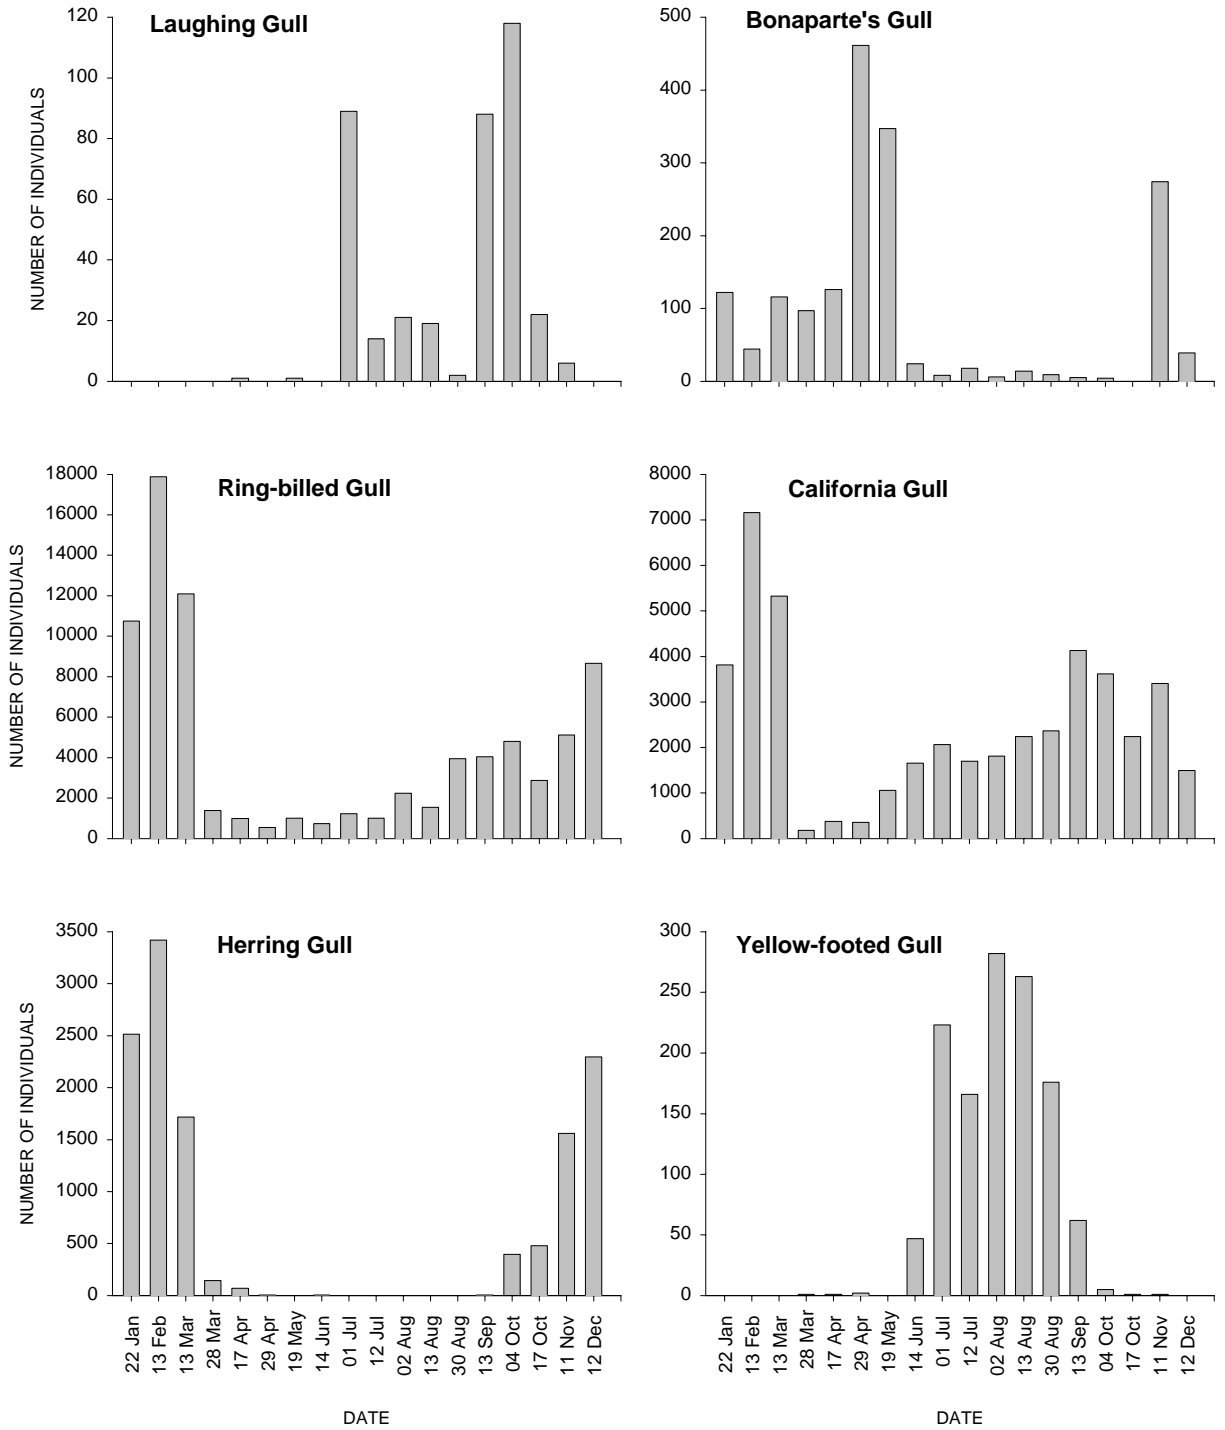 Laughing Gull
NUMBER OF INDIVIDUALS
120
100
80
60
40
20
0
Bonaparte's Gull
500
400
300
200
100
0
Ring-billed Gull
NUMBER OF INDIVIDUALS
18000
16000
14000
12000
10000
8000
6000
4000
2000
0
California Gull
8000
7000
6000
5000
4000
3000
2000
1000
0
Herring Gull
NUMBER OF INDIVIDUALS
3500
3000
2500
2000
1500
1000
500
0
22 Jan
13 Feb
13 Mar
28 Mar
17 Apr
29 Apr
19 May
14 Jun
01 Jul
12 Jul
02 Aug
13 Aug
30 Aug
13 Sep
04 Oct
17 Oct
11 Nov
12 Dec
DATE
Yellow-footed Gull
300
250
200
150
100
50
0
22 Jan
13 Feb
13 Mar
28 Mar
17 Apr
29 Apr
19 May
14 Jun
01 Jul
12 Jul
02 Aug
13 Aug
30 Aug
13 Sep
04 Oct
17 Oct
11 Nov
12 Dec
DATE